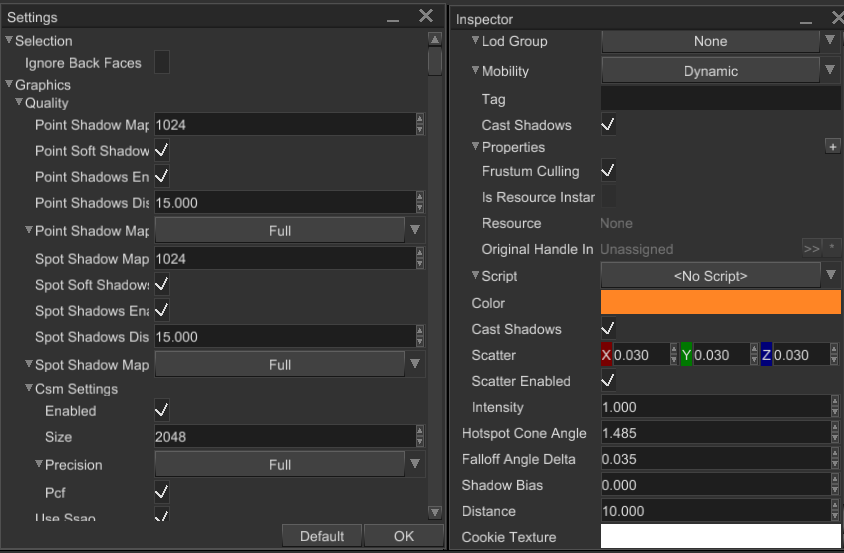 Settings
Selection
Ignore Back Faces
Graphics
Quality
Point Shadow Map 1024
Point Soft Shadow
Point Shadows En
Point Shadows Dis 15.000
Point Shadow Map Full
Spot Shadow Map 1024
Spot Soft Shadows
Spot Shadows Ena
Spot Shadows Dis 15.000
Spot Shadow Map Full
Csm Settings
Enabled
Size 2048
Precision Full
Pcf
Use Ssao
Default OK
Inspector
Lod Group None
Mobility Dynamic
Tag
Cast Shadows
Properties +
Frustum Culling
Is Resource Instar
Resource None
Original Handle In Unassigned >> *
Script <No Script>
Color
Cast Shadows
Scatter X 0.030 Y 0.030 Z 0.030
Scatter Enabled
Intensity 1.000
Hotspot Cone Angle 1.485
Falloff Angle Delta 0.035
Shadow Bias 0.000
Distance 10.000
Cookie Texture